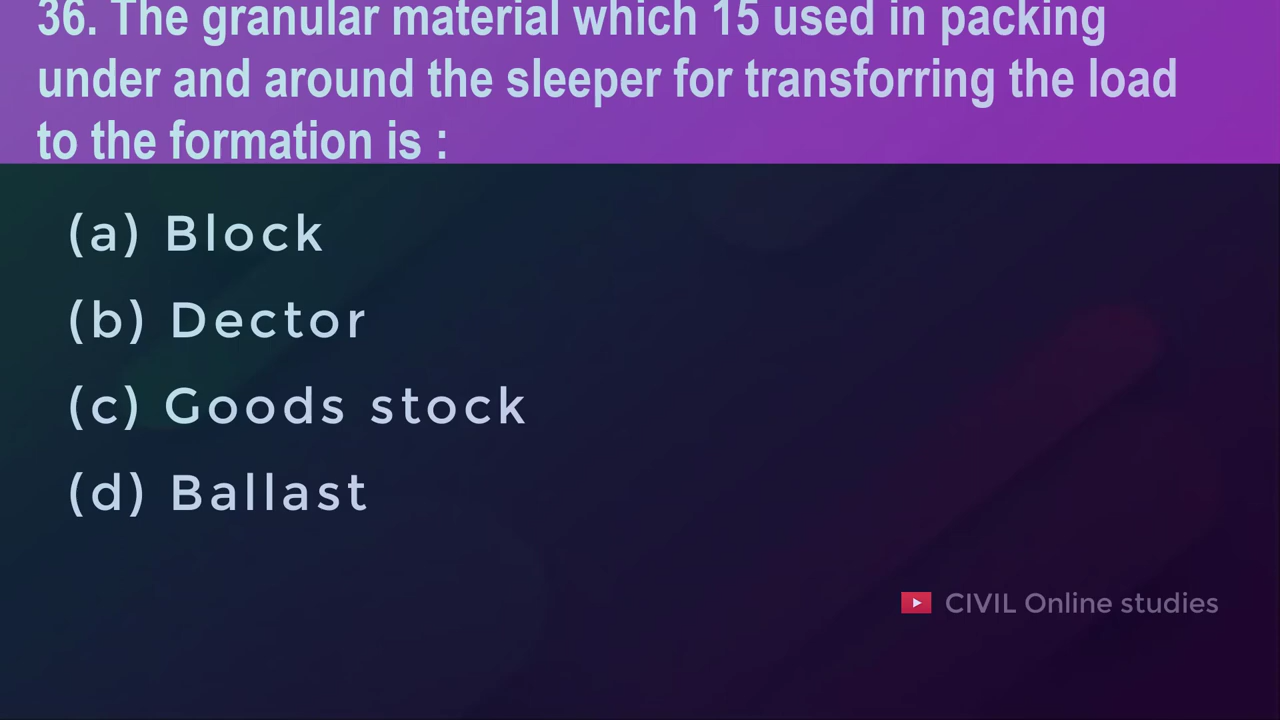 36. The granular material which 15 used in packing
under and around the sleeper for transforring the load
to the formation is :
(a) Block
(b) Dector
(c) Goods stock
(d) Ballast
CIVIL Online studies